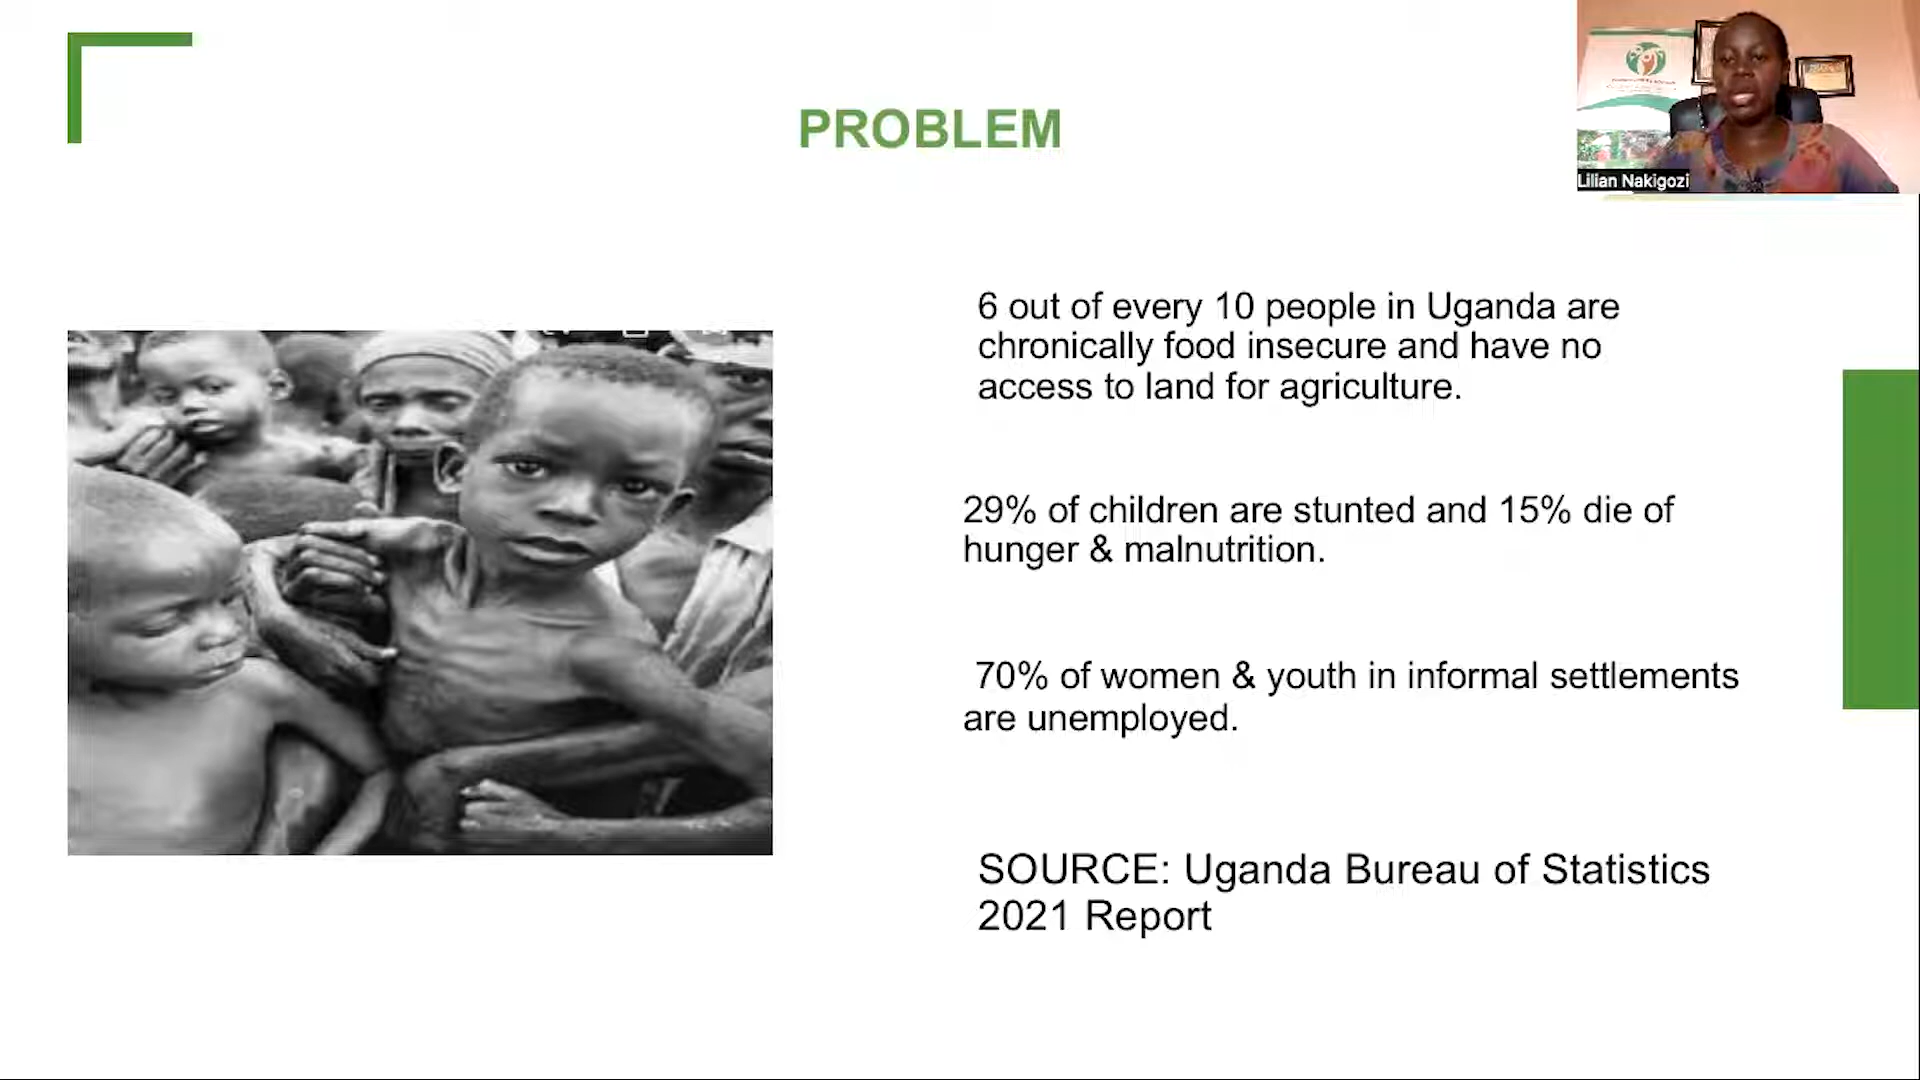 PROBLEM
Lilian Nakigozi
6 out of every 10 people in Uganda are
chronically food insecure and have no
access to land for agriculture.
29% of children are stunted and 15% die of
hunger & malnutrition.
70% of women & youth in informal settlements
are unemployed.
SOURCE: Uganda Bureau of Statistics
2021 Report